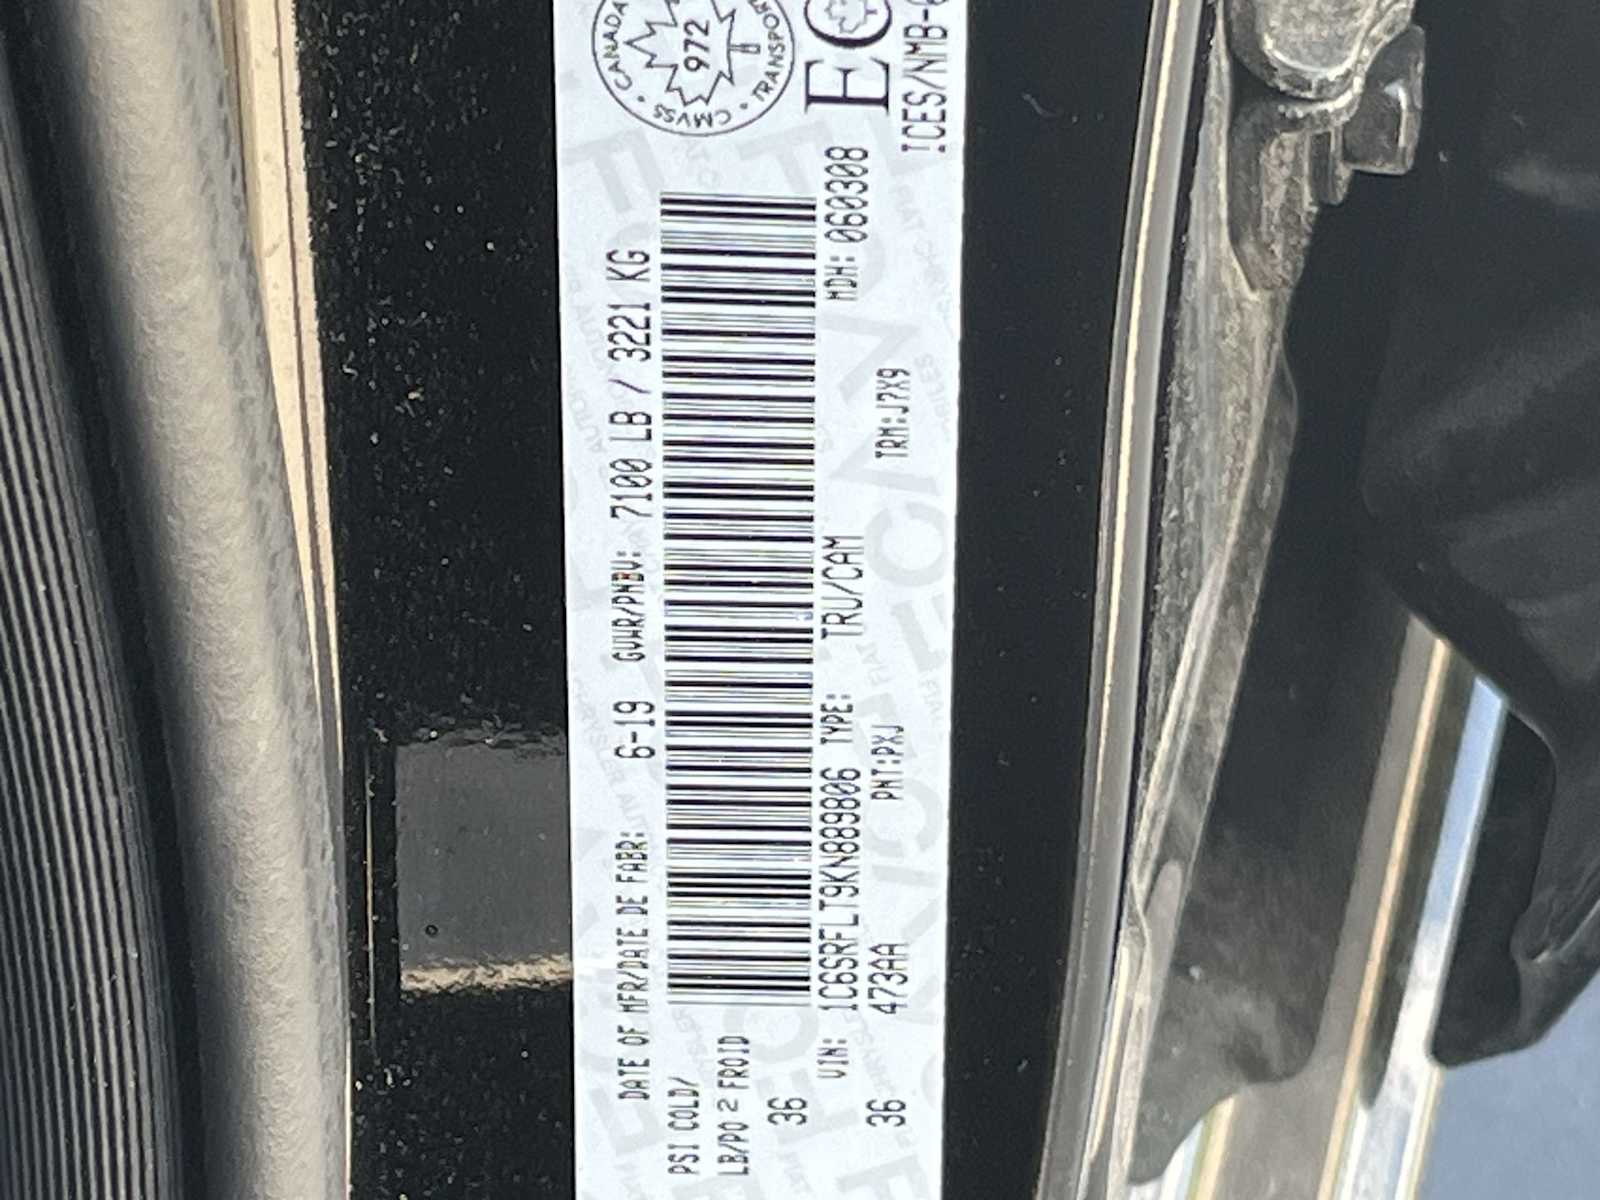 DATE OF MFR/DATE DE FABR: 6-19 GVWR/PNBV: 7100 LB / 3221 KG
PSI COLD/
LB/PO 2 FROID
36
VIN: 1C6SRFLT9KN889806 TYPE: TRU/CAM MDH: 060308
36 473AA PNT:PXJ TRM:J7X9
CANADA
972
TRANSPORT
CMVSS
ICES/NMB-